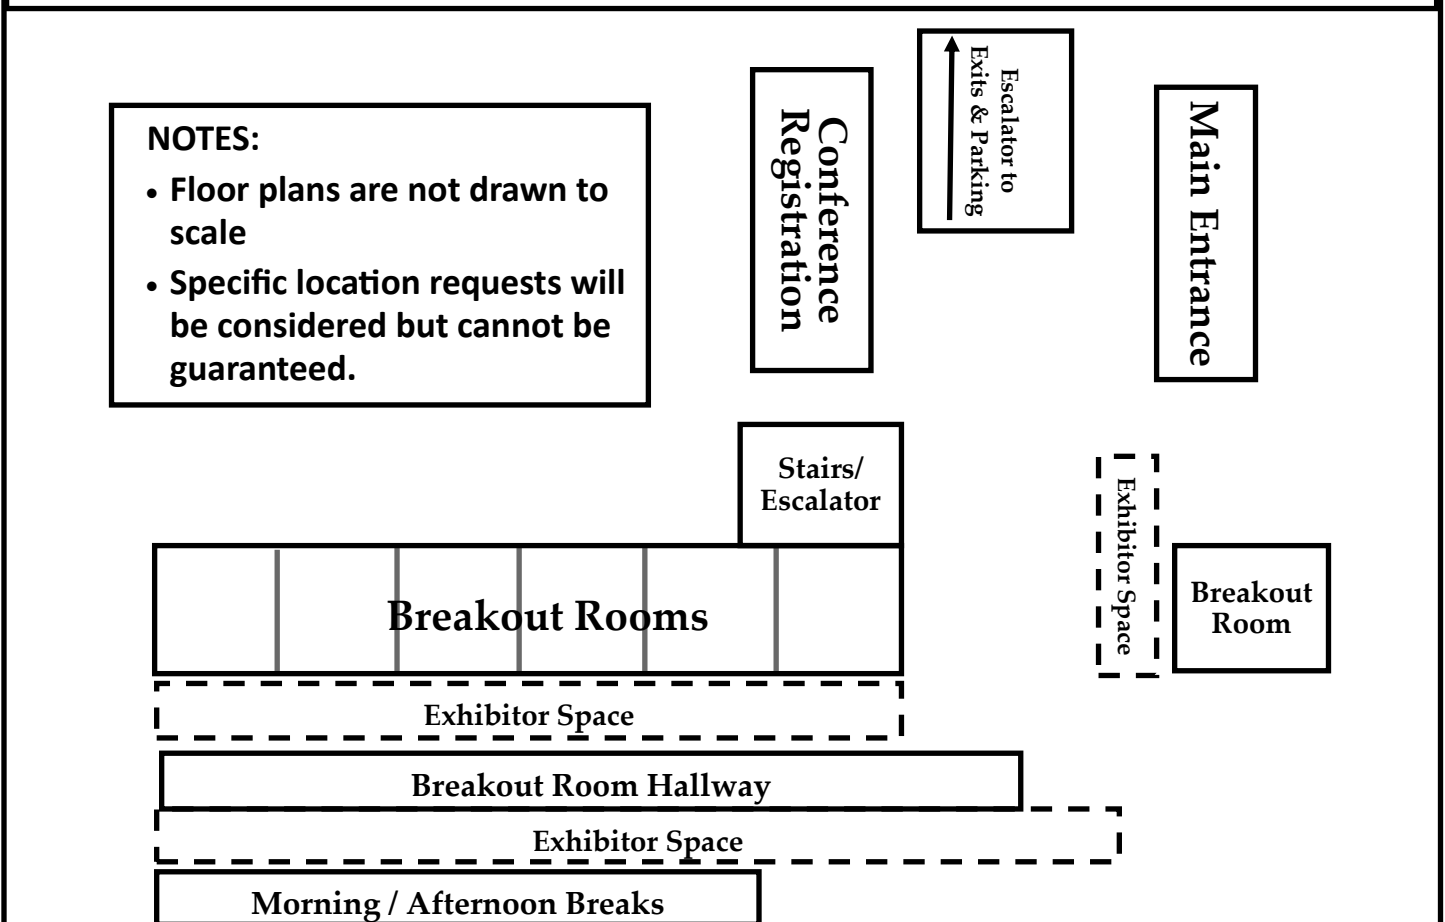 NOTES:
• Floor plans are not drawn to
scale
• Specific location requests will
be considered but cannot be
guaranteed.
Conference
Registration
Escalator to
Exits & Parking
Main Entrance
Stairs/
Escalator
Exhibitor Space
Breakout
Room
Breakout Rooms
Exhibitor Space
Breakout Room Hallway
Exhibitor Space
Morning / Afternoon Breaks